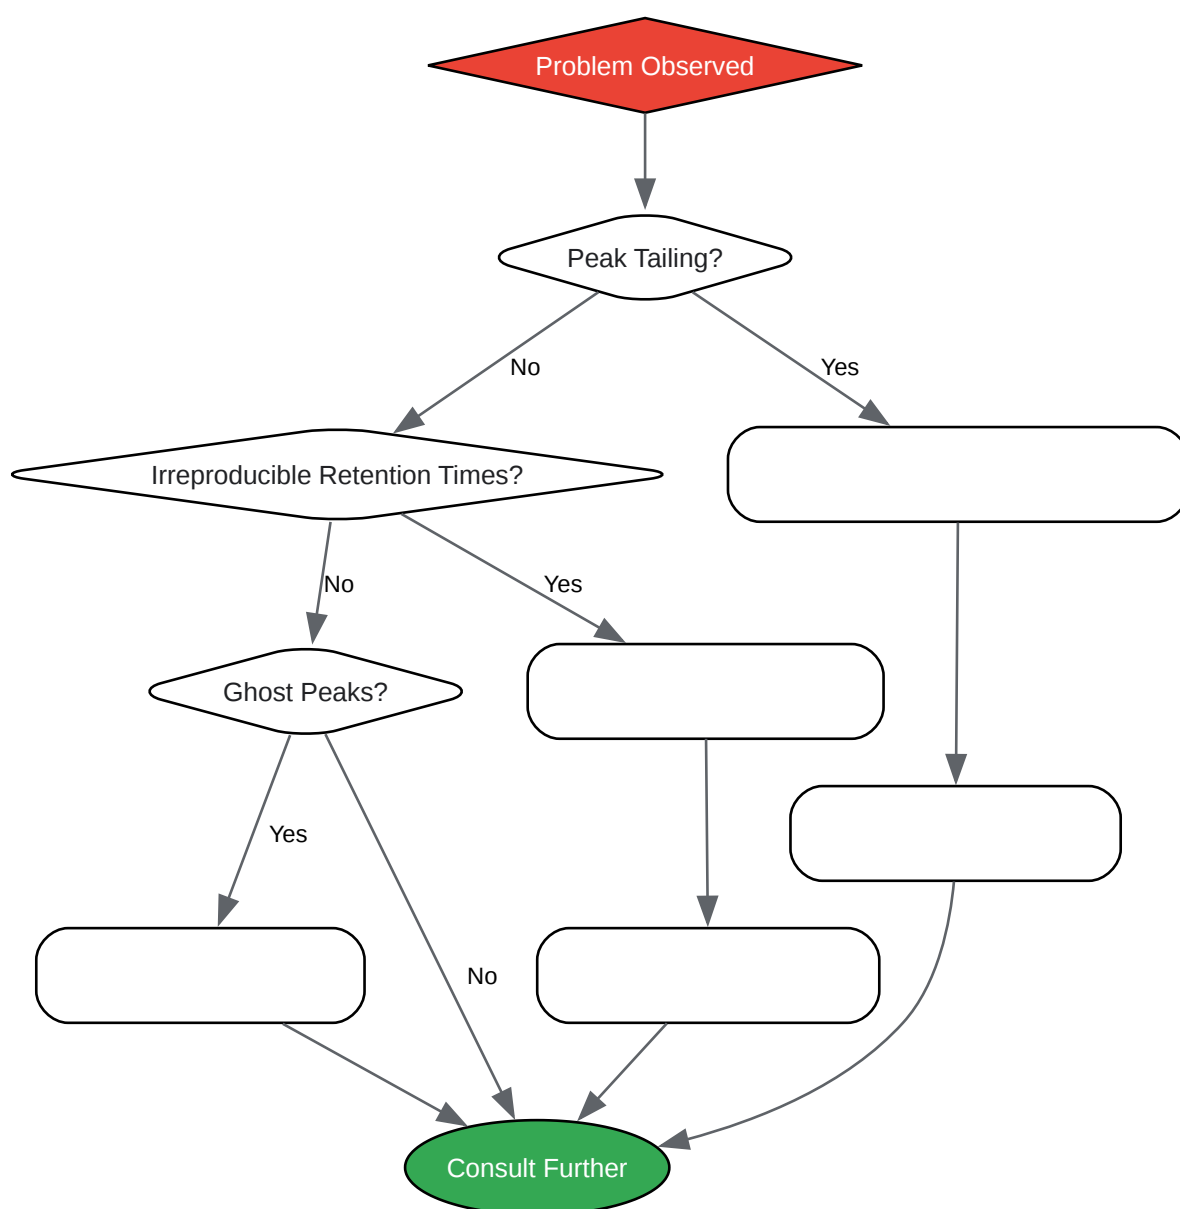 Problem Observed
Peak Tailing?
No
Yes
Irreproducible Retention Times?
No
Yes
Ghost Peaks?
Yes
No
Consult Further